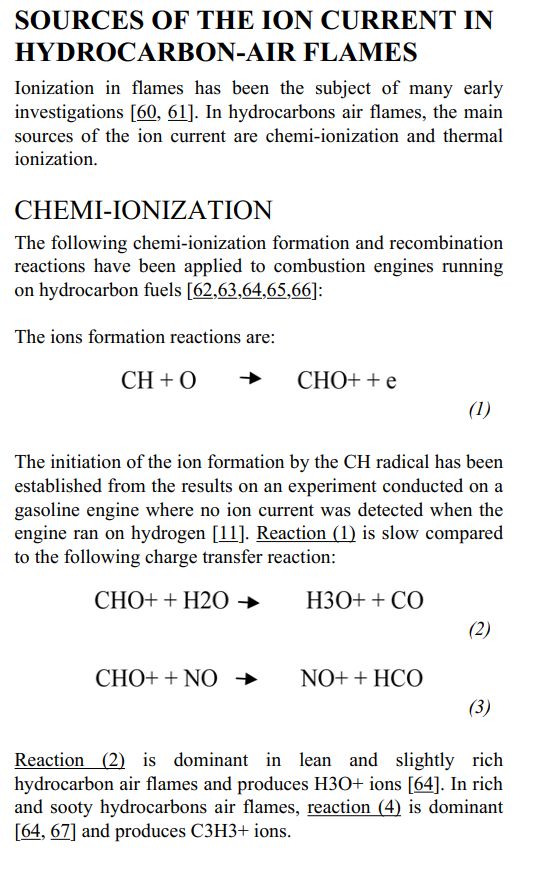 SOURCES OF THE ION CURRENT IN
HYDROCARBON-AIR FLAMES
Ionization in flames has been the subject of many early
investigations [60, 61]. In hydrocarbons air flames, the main
sources of the ion current are chemi-ionization and thermal
ionization.
CHEMI-IONIZATION
The following chemi-ionization formation and recombination
reactions have been applied to combustion engines running
on hydrocarbon fuels [62,63,64,65,66]:
The ions formation reactions are:
CH + O → CHO+ + e
(1)
The initiation of the ion formation by the CH radical has been
established from the results on an experiment conducted on a
gasoline engine where no ion current was detected when the
engine ran on hydrogen [11]. Reaction (1) is slow compared
to the following charge transfer reaction:
CHO+ + H2O → H3O+ + CO
(2)
CHO+ + NO → NO+ + HCO
(3)
Reaction (2) is dominant in lean and slightly rich
hydrocarbon air flames and produces H3O+ ions [64]. In rich
and sooty hydrocarbons air flames, reaction (4) is dominant
[64, 67] and produces C3H3+ ions.